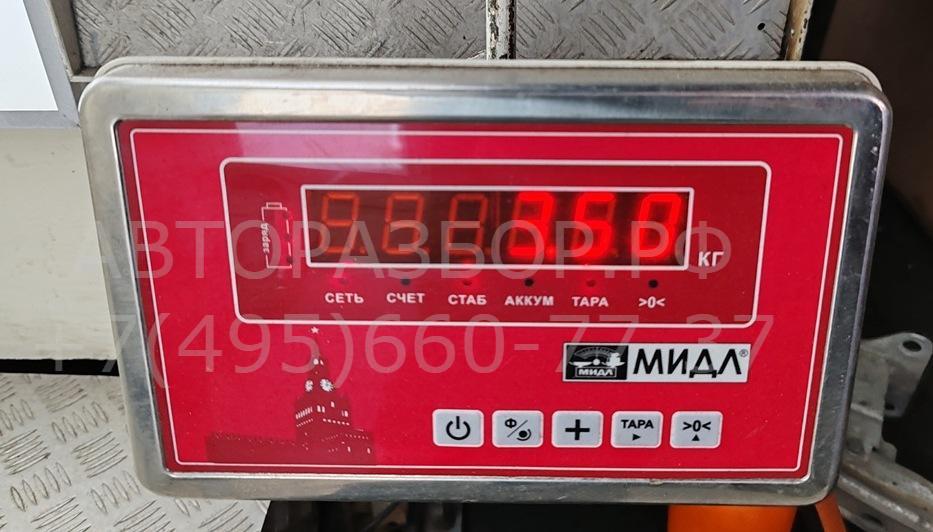 3.60
КГ
заряд
АВТОРАЗБОР.РФ
СЕТЬ СЧЕТ СТАБ АККУМ ТАРА >0<
+7(495)660-77-37
МИДЛ МИДЛ®
Ф ТАРА >0<